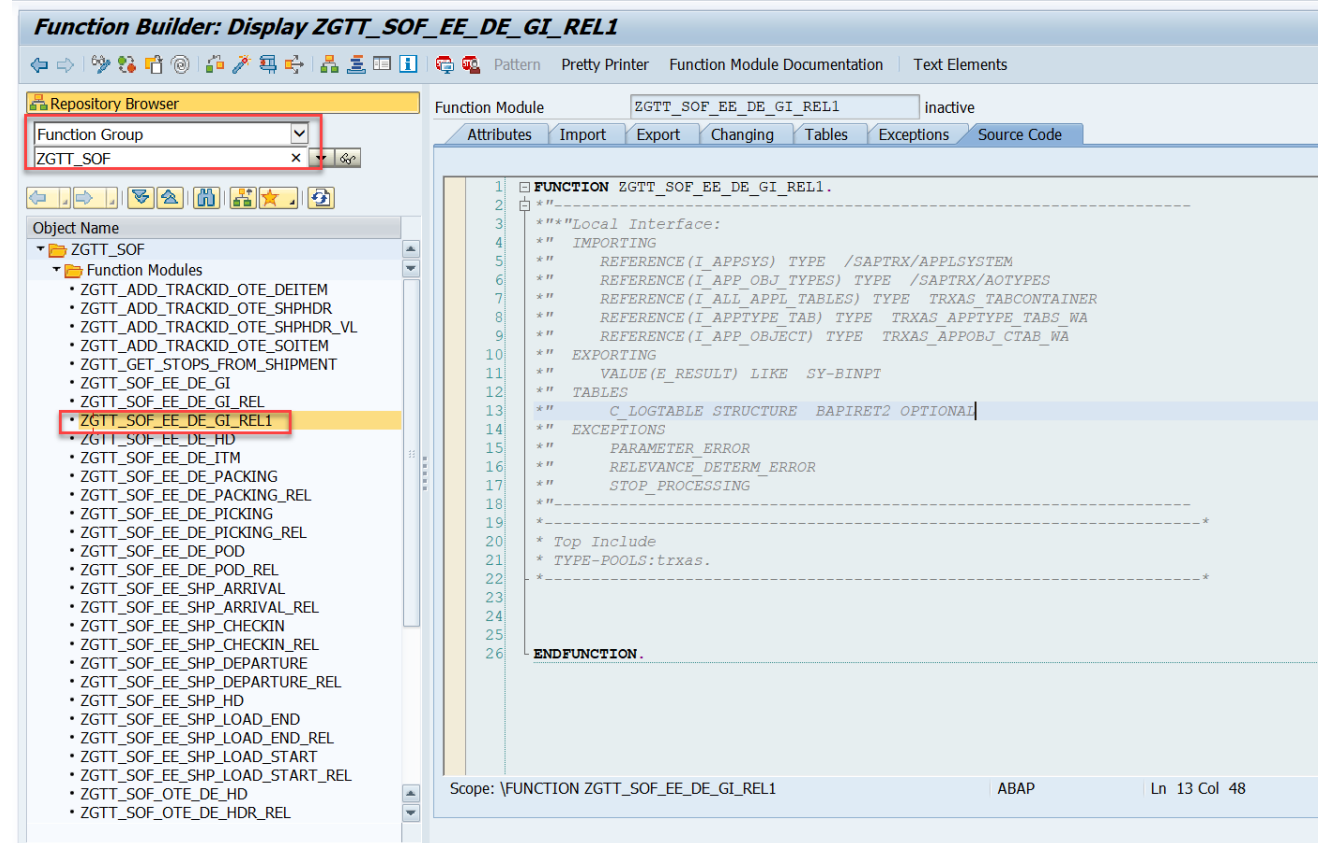 Function Builder: Display ZGTT_SOF_EE_DE_GI_REL1
Pattern Pretty Printer Function Module Documentation Text Elements
Repository Browser
Function Group
ZGTT_SOF
Object Name
ZGTT_SOF
Function Modules
ZGTT_ADD_TRACKID_OTE_DEITEM
ZGTT_ADD_TRACKID_OTE_SHPHDR
ZGTT_ADD_TRACKID_OTE_SHPHDR_VL
ZGTT_ADD_TRACKID_OTE_SOITEM
ZGTT_GET_STOPS_FROM_SHIPMENT
ZGTT_SOF_EE_DE_GI
ZGTT_SOF_EE_DE_GI_REL
ZGTT_SOF_EE_DE_GI_REL1
ZGTT_SOF_EE_DE_HD
ZGTT_SOF_EE_DE_ITM
ZGTT_SOF_EE_DE_PACKING
ZGTT_SOF_EE_DE_PACKING_REL
ZGTT_SOF_EE_DE_PICKING
ZGTT_SOF_EE_DE_PICKING_REL
ZGTT_SOF_EE_DE_POD
ZGTT_SOF_EE_DE_POD_REL
ZGTT_SOF_EE_SHP_ARRIVAL
ZGTT_SOF_EE_SHP_ARRIVAL_REL
ZGTT_SOF_EE_SHP_CHECKIN
ZGTT_SOF_EE_SHP_CHECKIN_REL
ZGTT_SOF_EE_SHP_DEPARTURE
ZGTT_SOF_EE_SHP_DEPARTURE_REL
ZGTT_SOF_EE_SHP_HD
ZGTT_SOF_EE_SHP_LOAD_END
ZGTT_SOF_EE_SHP_LOAD_END_REL
ZGTT_SOF_EE_SHP_LOAD_START
ZGTT_SOF_EE_SHP_LOAD_START_REL
ZGTT_SOF_OTE_DE_HD
ZGTT_SOF_OTE_DE_HDR_REL
Function Module ZGTT_SOF_EE_DE_GI_REL1 inactive
Attributes Import Export Changing Tables Exceptions Source Code
1 FUNCTION ZGTT_SOF_EE_DE_GI_REL1.
2 *"----------------------------------------------------------------------
3 *"*"Local Interface:
4 *" IMPORTING
5 *" REFERENCE(I_APPSYS) TYPE /SAPTRX/APPLSYSTEM
6 *" REFERENCE(I_APP_OBJ_TYPES) TYPE /SAPTRX/AOTYPES
7 *" REFERENCE(I_ALL_APPL_TABLES) TYPE TRXAS_TABCONTAINER
8 *" REFERENCE(I_APPTYPE_TAB) TYPE TRXAS_APPTYPE_TABS_WA
9 *" REFERENCE(I_APP_OBJECT) TYPE TRXAS_APPOBJ_CTAB_WA
10 *" EXPORTING
11 *" VALUE(E_RESULT) LIKE SY-BINPT
12 *" TABLES
13 *" C_LOGTABLE STRUCTURE BAPIRET2 OPTIONAL
14 *" EXCEPTIONS
15 *" PARAMETER_ERROR
16 *" RELEVANCE_DETERM_ERROR
17 *" STOP_PROCESSING
18 *"----------------------------------------------------------------------
19 *----------------------------------------------------------------------*
20 * Top Include
21 * TYPE-POOLS:trxas.
22 *----------------------------------------------------------------------*
23
24
25
26 ENDFUNCTION.
Scope: \FUNCTION ZGTT_SOF_EE_DE_GI_REL1 ABAP Ln 13 Col 48